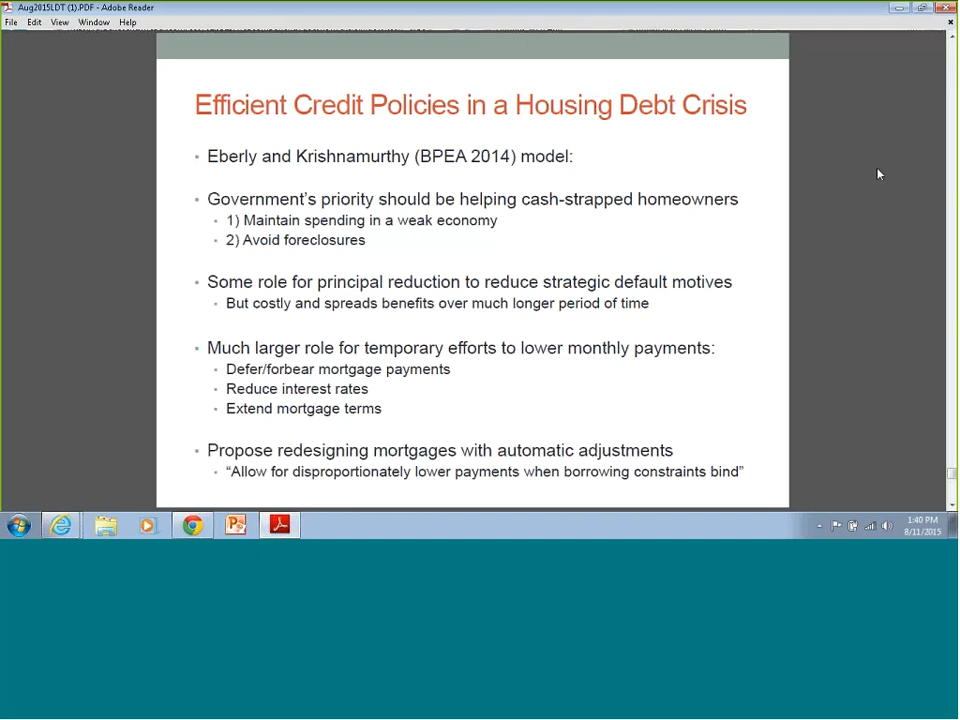 Aug2015LDT (1).PDF - Adobe Reader
File Edit View Window Help
Efficient Credit Policies in a Housing Debt Crisis
• Eberly and Krishnamurthy (BPEA 2014) model:
• Government's priority should be helping cash-strapped homeowners
• 1) Maintain spending in a weak economy
• 2) Avoid foreclosures
• Some role for principal reduction to reduce strategic default motives
• But costly and spreads benefits over much longer period of time
• Much larger role for temporary efforts to lower monthly payments:
• Defer/forbear mortgage payments
• Reduce interest rates
• Extend mortgage terms
• Propose redesigning mortgages with automatic adjustments
• “Allow for disproportionately lower payments when borrowing constraints bind”
1:40 PM
8/11/2015